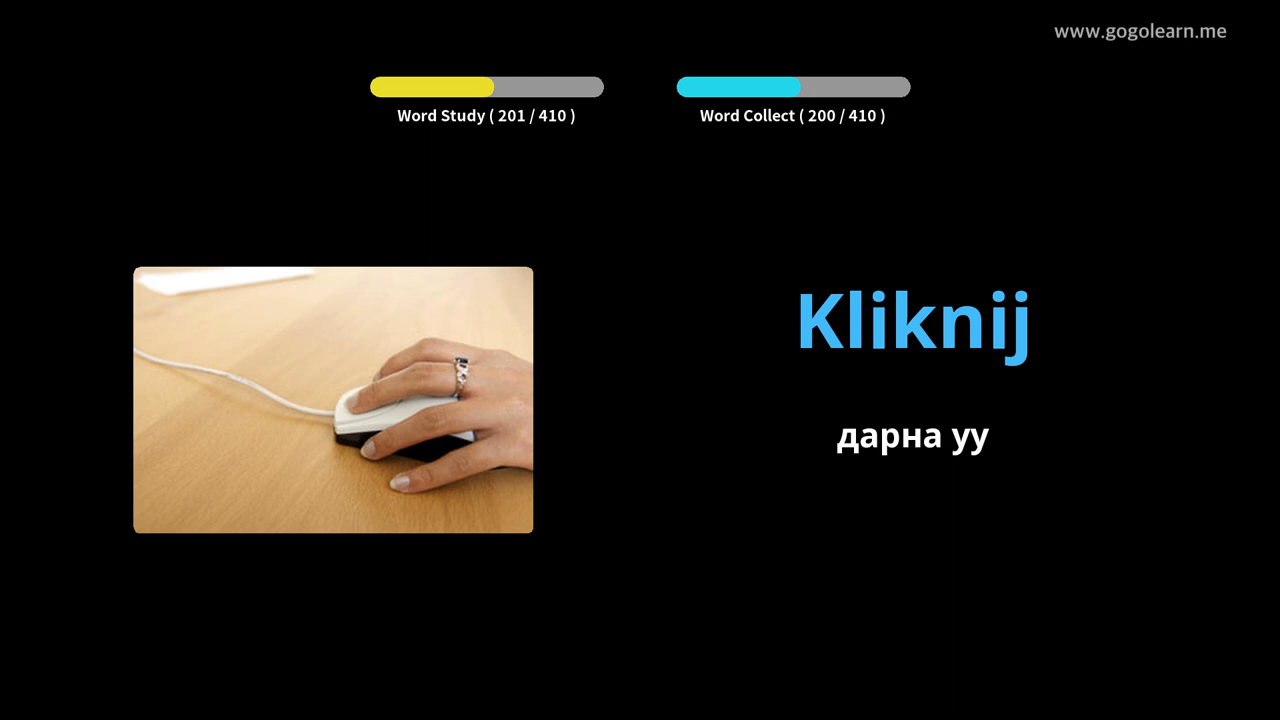 www.gogolearn.me
Word Study ( 201 / 410 )
Word Collect ( 200 / 410 )
Kliknij
дарна уу